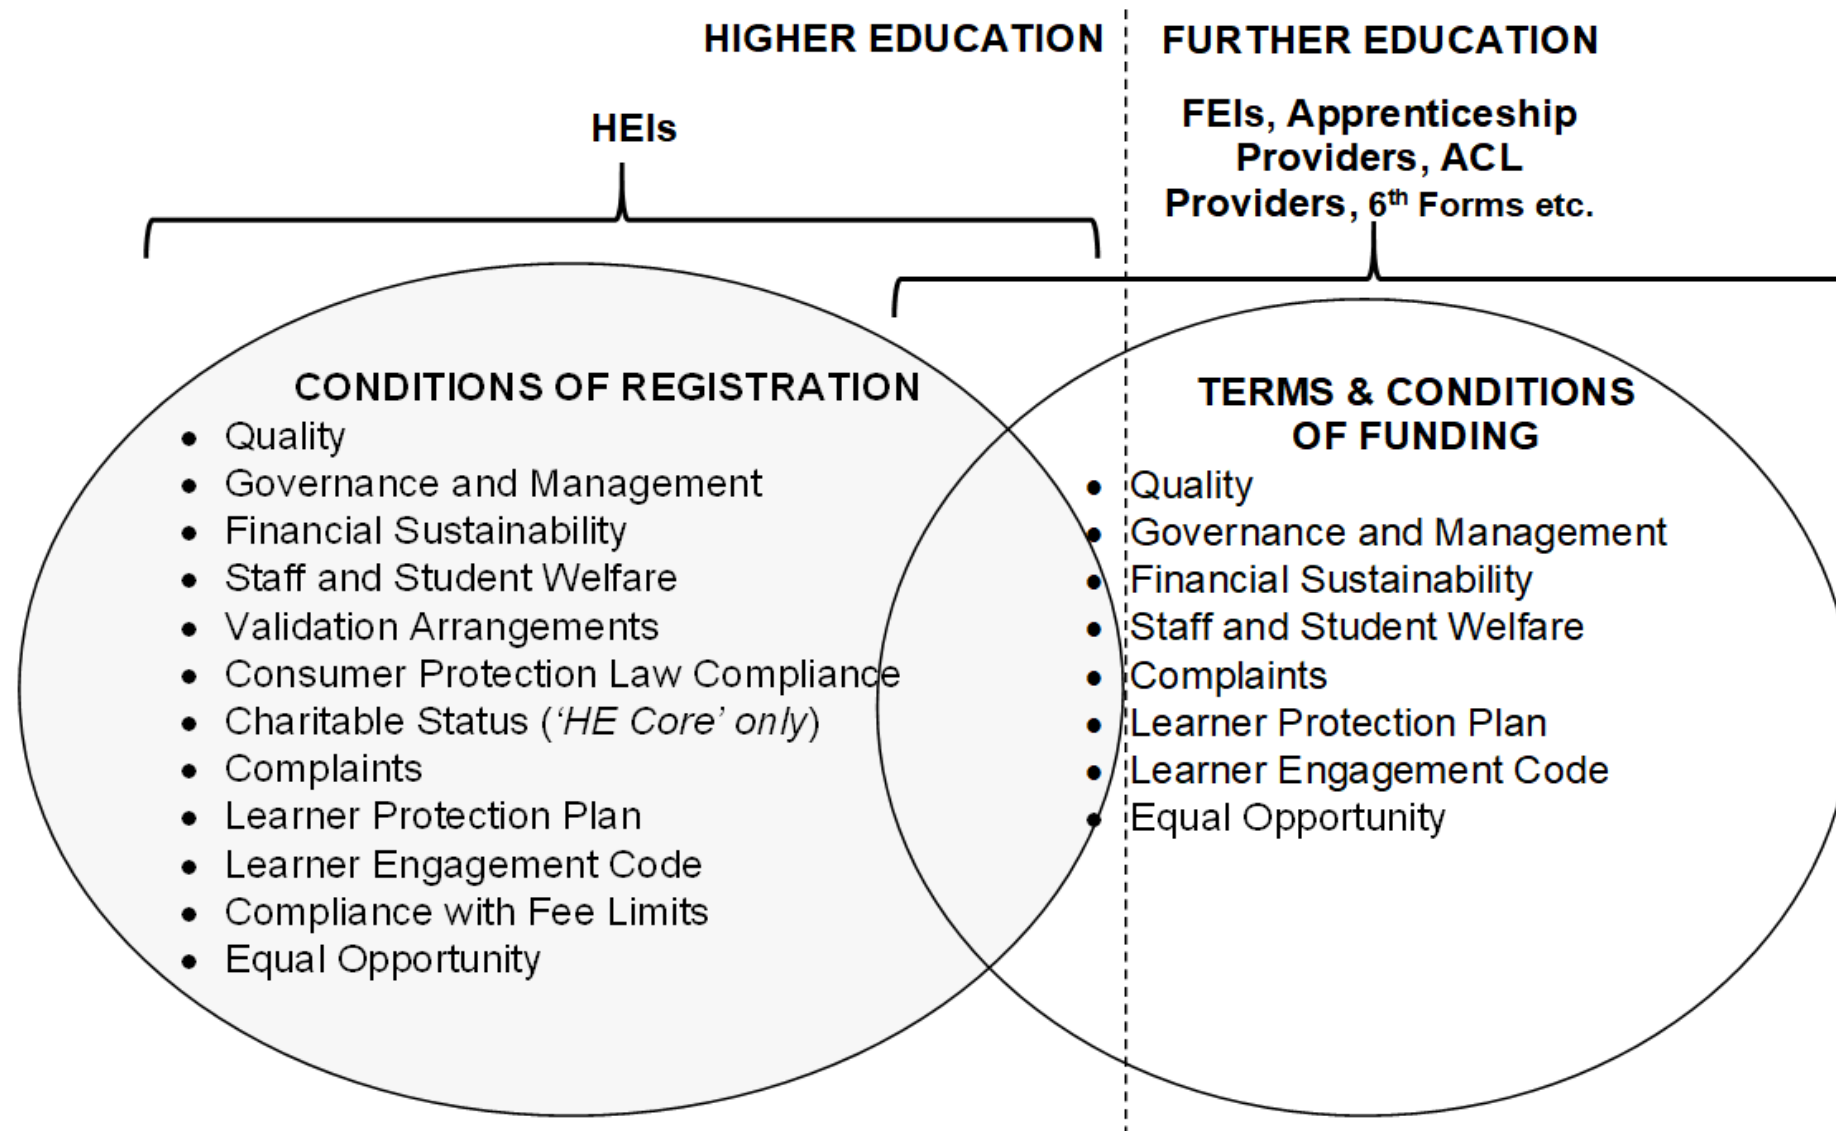 HIGHER EDUCATION
FURTHER EDUCATION
HEIs
FEIs, Apprenticeship
Providers, ACL
Providers, 6th Forms etc.
CONDITIONS OF REGISTRATION
• Quality
• Governance and Management
• Financial Sustainability
• Staff and Student Welfare
• Validation Arrangements
• Consumer Protection Law Compliance
• Charitable Status (‘HE Core’ only)
• Complaints
• Learner Protection Plan
• Learner Engagement Code
• Compliance with Fee Limits
• Equal Opportunity
TERMS & CONDITIONS
OF FUNDING
• Quality
• Governance and Management
• Financial Sustainability
• Staff and Student Welfare
• Complaints
• Learner Protection Plan
• Learner Engagement Code
• Equal Opportunity